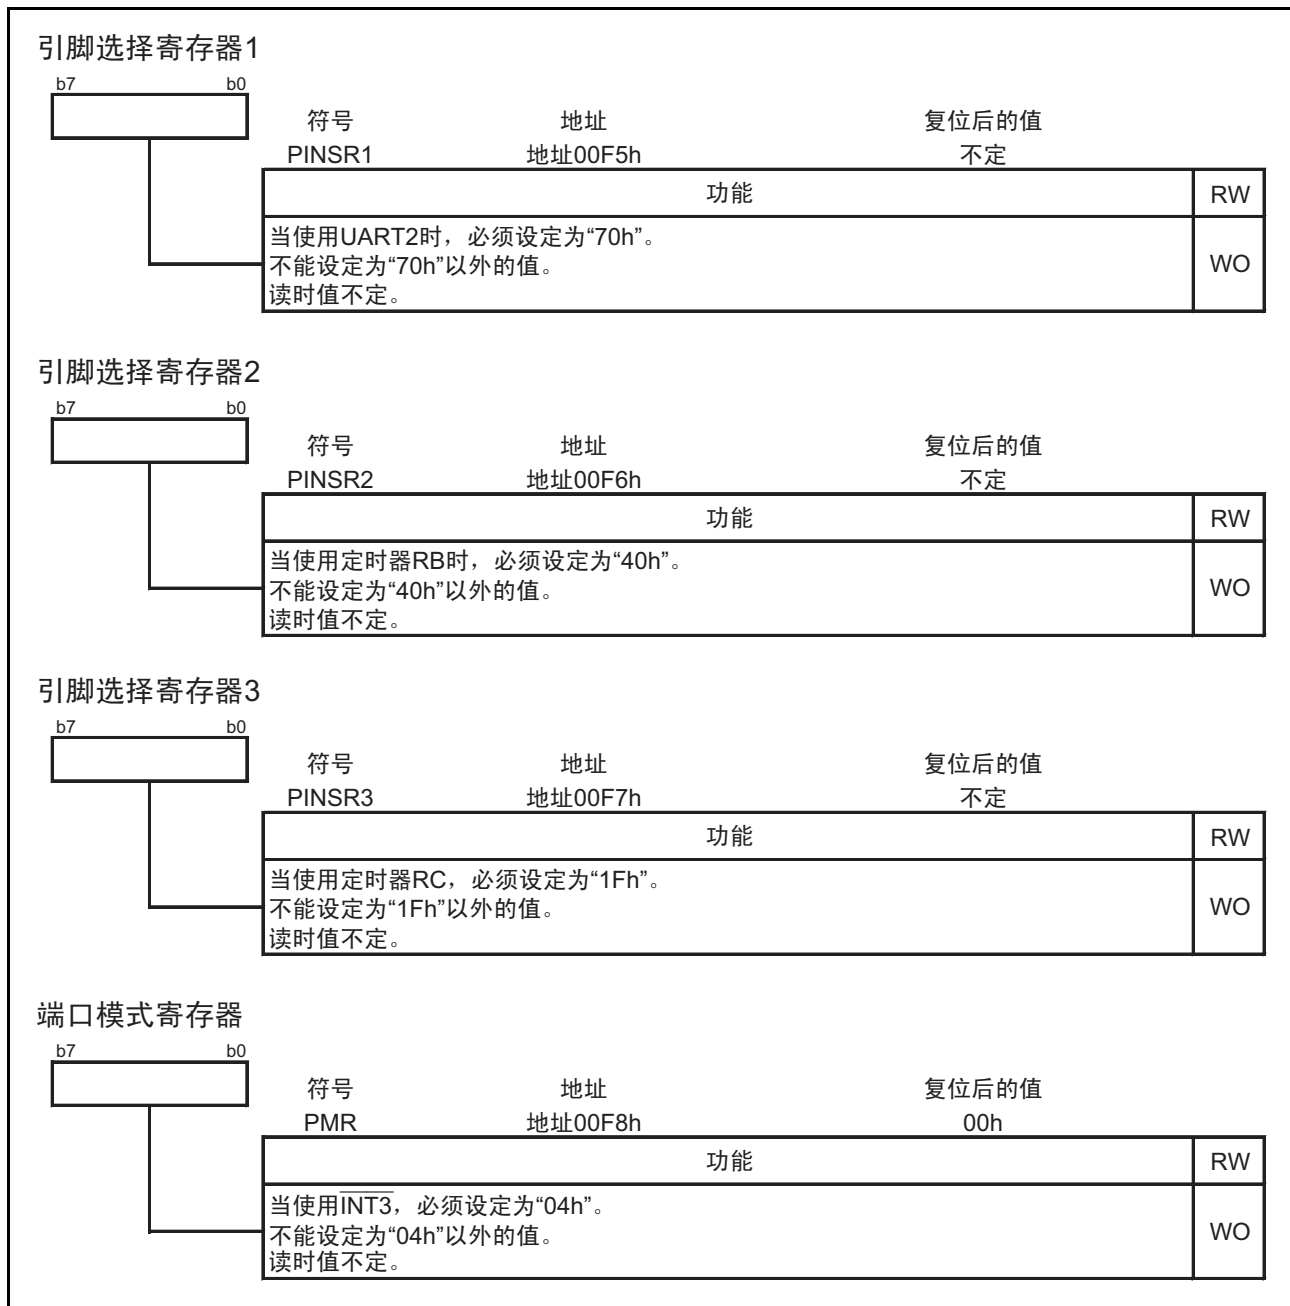 引脚选择寄存器1
b7 b0
符号 地址 复位后的值
PINSR1 地址00F5h 不定
功能 RW
当使用UART2时，必须设定为“70h”。
不能设定为“70h”以外的值。 WO
读时值不定。
引脚选择寄存器2
b7 b0
符号 地址 复位后的值
PINSR2 地址00F6h 不定
功能 RW
当使用定时器RB时，必须设定为“40h”。
不能设定为“40h”以外的值。 WO
读时值不定。
引脚选择寄存器3
b7 b0
符号 地址 复位后的值
PINSR3 地址00F7h 不定
功能 RW
当使用定时器RC，必须设定为“1Fh”。
不能设定为“1Fh”以外的值。 WO
读时值不定。
端口模式寄存器
b7 b0
符号 地址 复位后的值
PMR 地址00F8h 00h
功能 RW
当使用I̅N̅T̅3̅，必须设定为“04h”。
不能设定为“04h”以外的值。 WO
读时值不定。